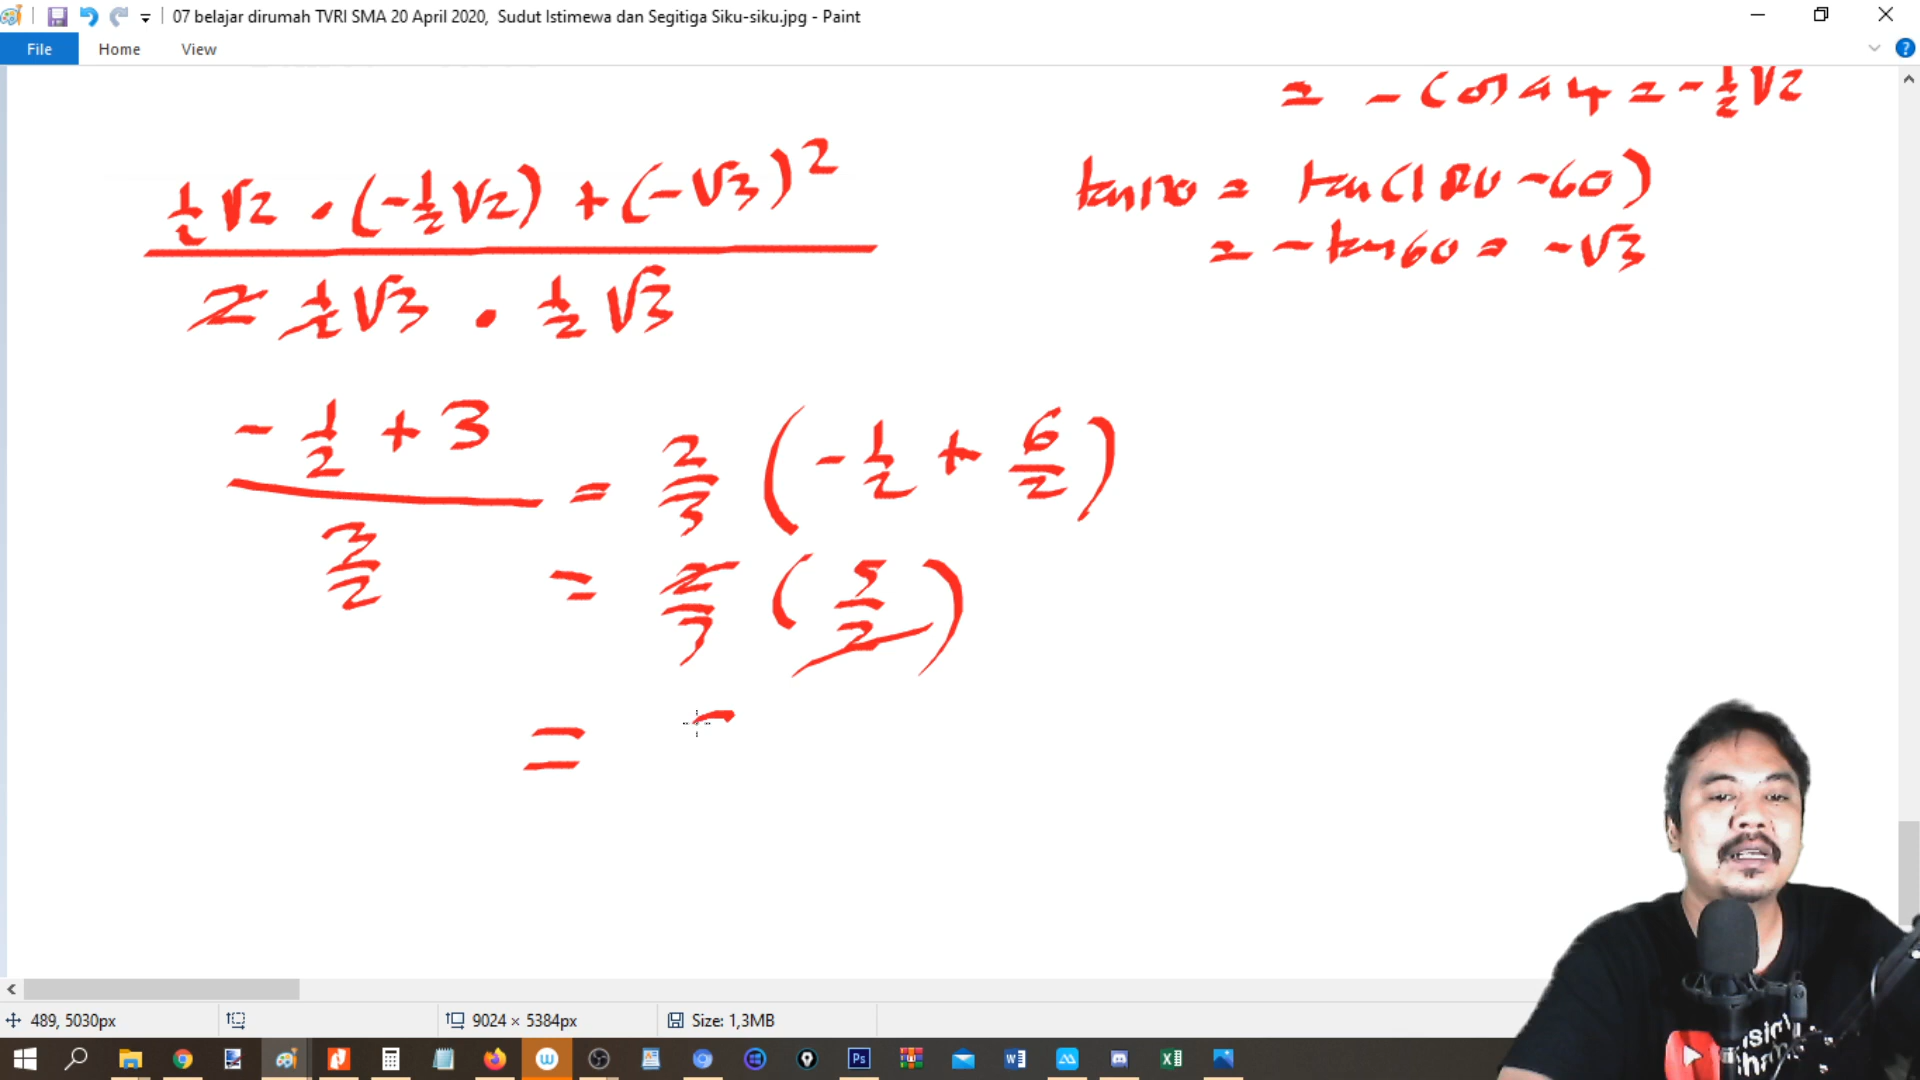 07 belajar dirumah TVRI SMA 20 April 2020, Sudut Istimewa dan Segitiga Siku-siku.jpg - Paint
File Home View
½√2 · (-½√2) + (-√3)²
2 ½√3 · ½√3
= - cos 45 = -½√2
tan 120 = tan(180 - 60)
= - tan 60 = -√3
-½ + 3
3/2
= 2/3 (-1/2 + 6/2)
= 2/3 (5/2)
=
489, 5030px
9024 × 5384px
Size: 1,3MB